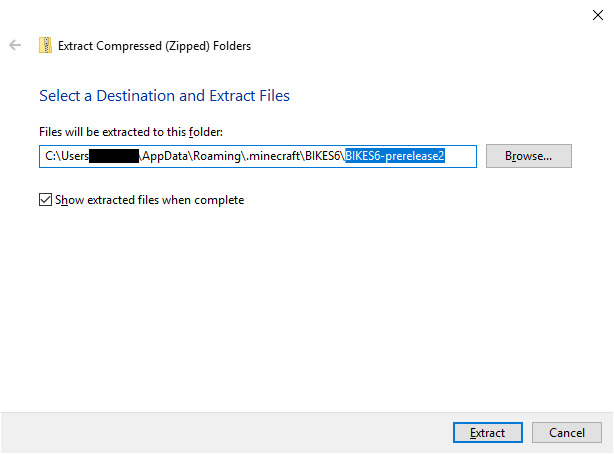 Extract Compressed (Zipped) Folders
Select a Destination and Extract Files
Files will be extracted to this folder:
C:\Users\AppData\Roaming\.minecraft\BIKES6\BIKES6-prerelease2
Browse...
Show extracted files when complete
Extract
Cancel